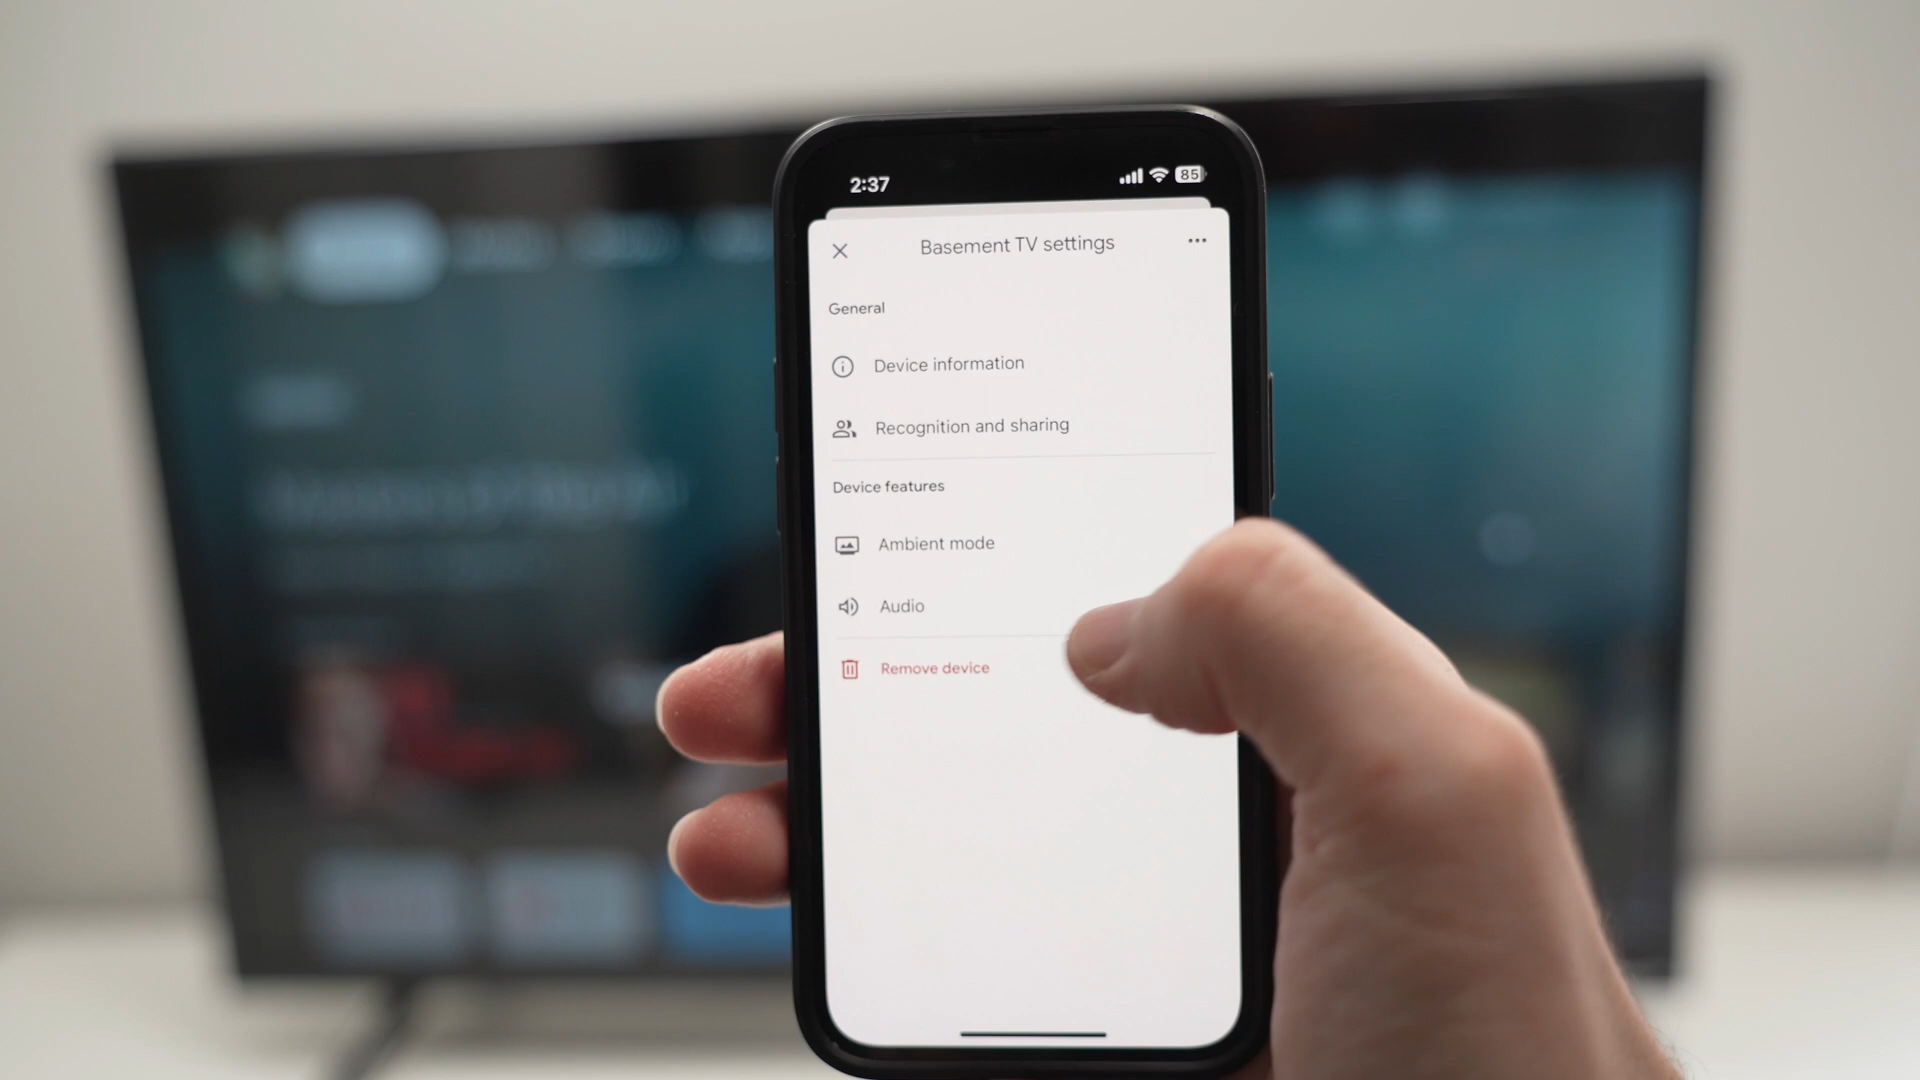 2:37
85
Basement TV settings
General
Device information
Recognition and sharing
Device features
Ambient mode
Audio
Remove device